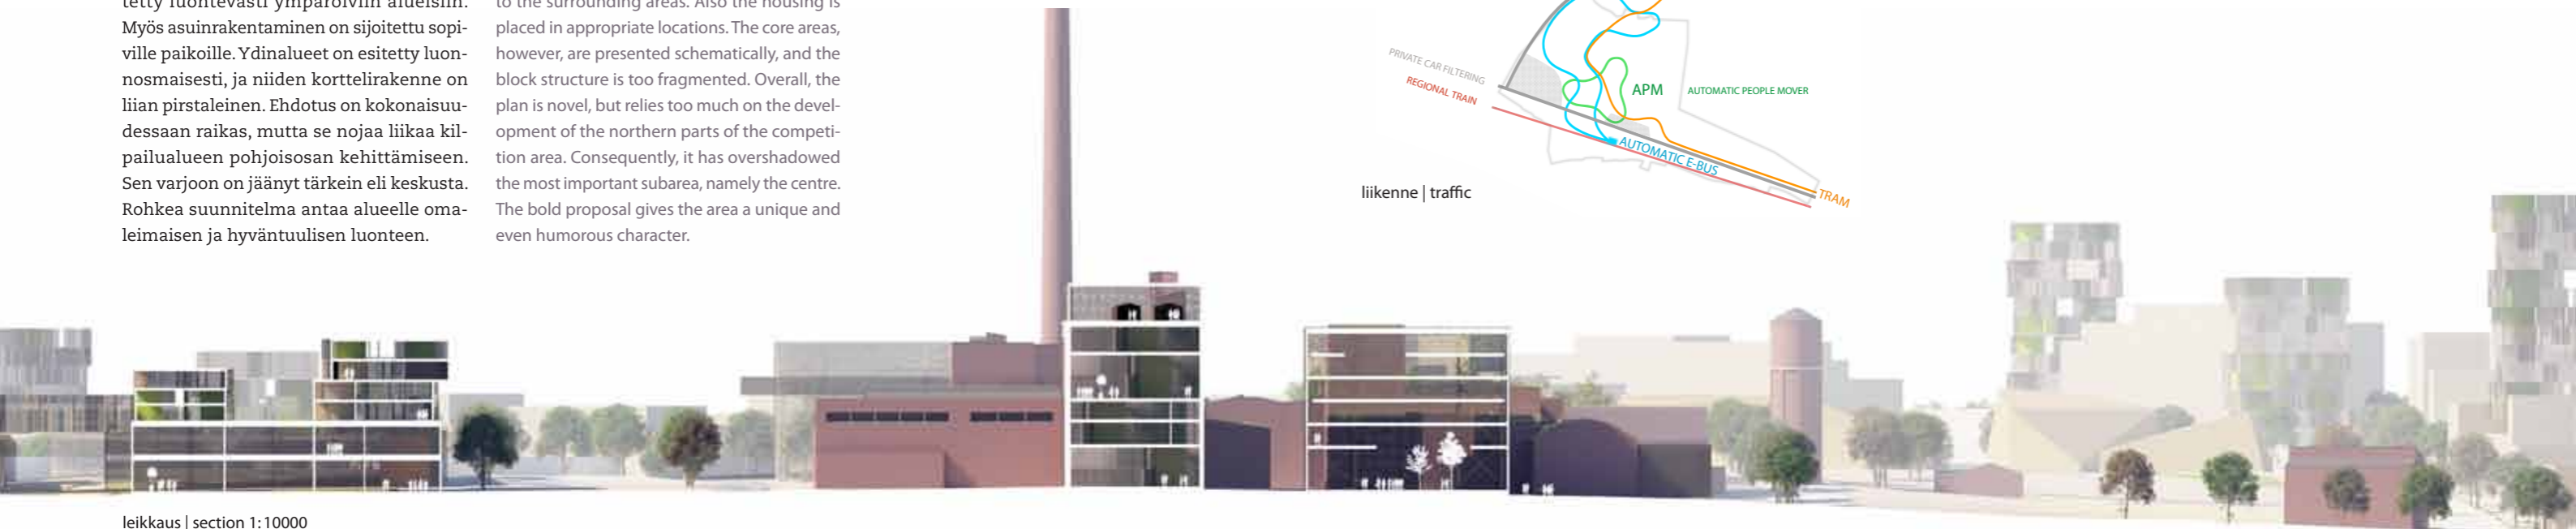 tetty luontevasti ympäröiviin alueisiin.
Myös asuinrakentaminen on sijoitettu sopi-
ville paikoille. Ydinalueet on esitetty luon-
nosmaisesti, ja niiden korttelirakenne on
liian pirstaleinen. Ehdotus on kokonaisuu-
dessaan raikas, mutta se nojaa liikaa kil-
pailualueen pohjoisosan kehittämiseen.
Sen varjoon on jäänyt tärkein eli keskusta.
Rohkea suunnitelma antaa alueelle oma-
leimaisen ja hyväntuulisen luonteen.
to the surrounding areas. Also the housing is
placed in appropriate locations. The core areas,
however, are presented schematically, and the
block structure is too fragmented. Overall, the
plan is novel, but relies too much on the devel-
opment of the northern parts of the competi-
tion area. Consequently, it has overshadowed
the most important subarea, namely the centre.
The bold proposal gives the area a unique and
even humorous character.
PRIVATE CAR FILTERING
REGIONAL TRAIN
APM
AUTOMATIC PEOPLE MOVER
AUTOMATIC E-BUS
TRAM
liikenne | traffic
leikkaus | section 1:10000